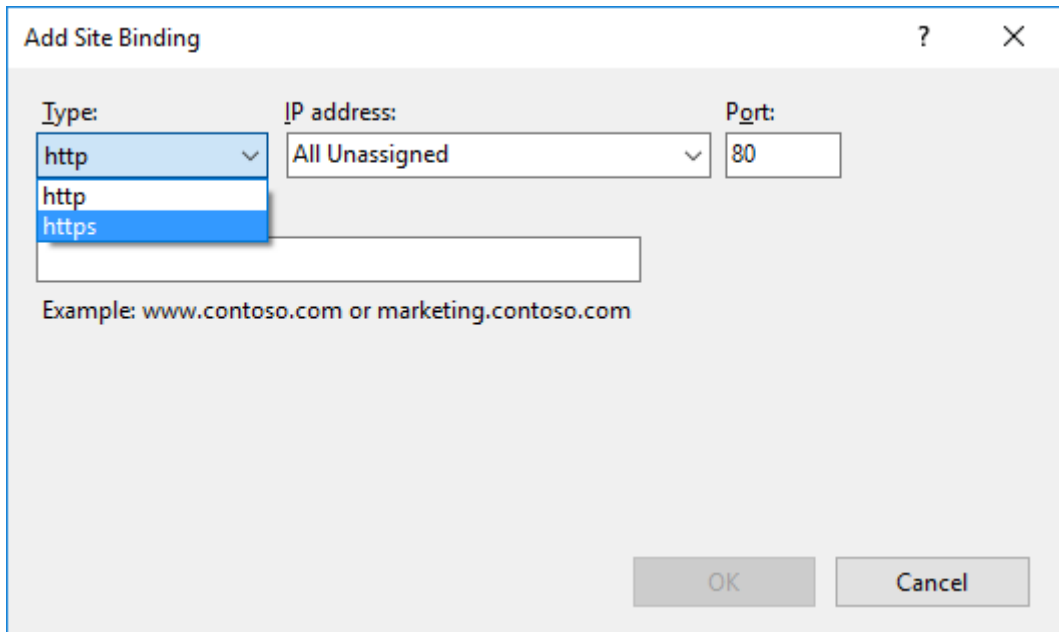 Add Site Binding ?
Type: IP address: Port:
http All Unassigned 80
http
https
Example: www.contoso.com or marketing.contoso.com
OK Cancel